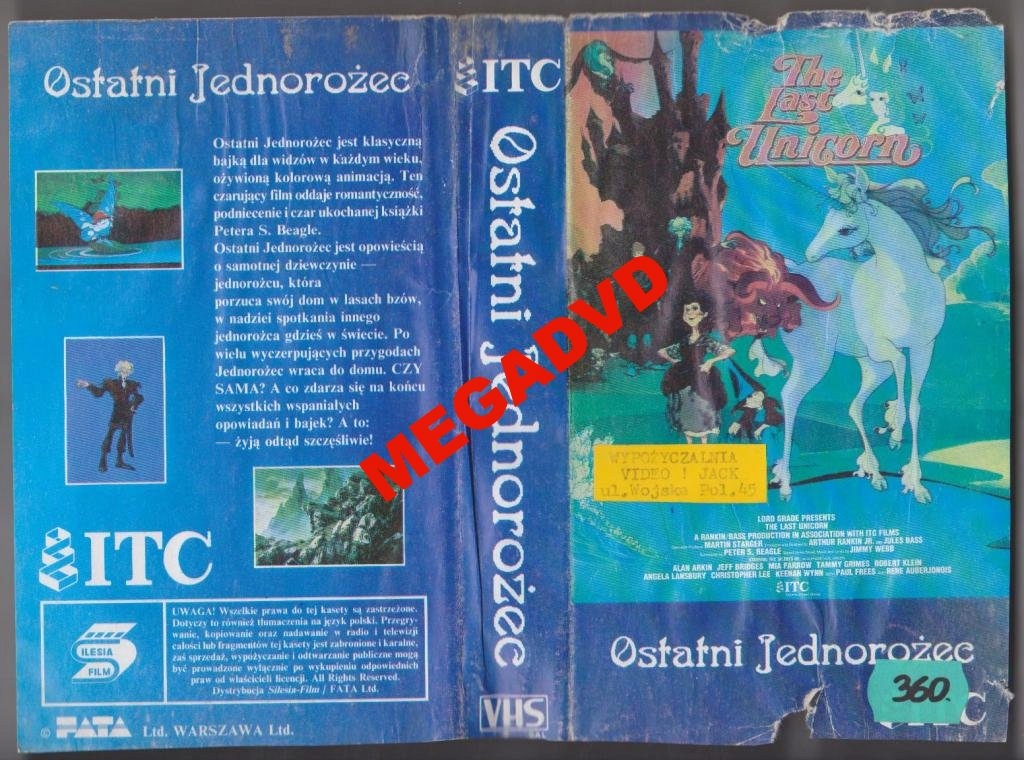 Ostatni Jednorożec
Ostatni Jednorożec jest klasyczną
bajką dla widzów w każdym wieku,
ożywioną kolorową animacją. Ten
czarujący film oddaje romantyczność,
podniecenie i czar ukochanej książki
Petera S. Beagle.
Ostatni Jednorożec jest opowieścią
o samotnej dziewczynie —
jednorożcu, która
porzuca swój dom w lasach bzów,
w nadziei spotkania innego
jednorożca gdzieś w świecie. Po
wielu wyczerpujących przygodach
Jednorożec wraca do domu. CZY
SAMA? A co zdarza się na końcu
wszystkich wspaniałych
opowiadań i bajek? A to:
— żyją odtąd szczęśliwie!
ITC
SILESIA
FILM
UWAGA! Wszelkie prawa do tej kasety są zastrzeżone.
Dotyczy to również tłumaczenia na język polski. Przegry-
wanie, kopiowanie oraz nadawanie w radio i telewizji
całości lub fragmentów tej kasety jest zabronione i karalne,
zaś sprzedaż, wypożyczanie i odtwarzanie publiczne mogą
być prowadzone wyłącznie po wykupieniu odpowiednich
praw od właścicieli licencji. All Rights Reserved.
Dystrybucja Silesia-Film / FATA Ltd.
© FATA Ltd. WARSZAWA Ltd.
ITC
Ostatni Jednorożec
VHS
MEGADVD
The
Last
Unicorn
WYPOŻYCZALNIA
VIDEO ! JACK
ul.Wojska Pol.45
LORD GRADE PRESENTS
THE LAST UNICORN
A RANKIN/BASS PRODUCTION IN ASSOCIATION WITH ITC FILMS
MARTIN STARGER ARTHUR RANKIN JR. JULES BASS
PETER S. BEAGLE JIMMY WEBB
ALAN ARKIN JEFF BRIDGES MIA FARROW TAMMY GRIMES ROBERT KLEIN
ANGELA LANSBURY CHRISTOPHER LEE KEENAN WYNN PAUL FREES RENE AUBERJONOIS
ITC
Ostatni Jednorożec
360.